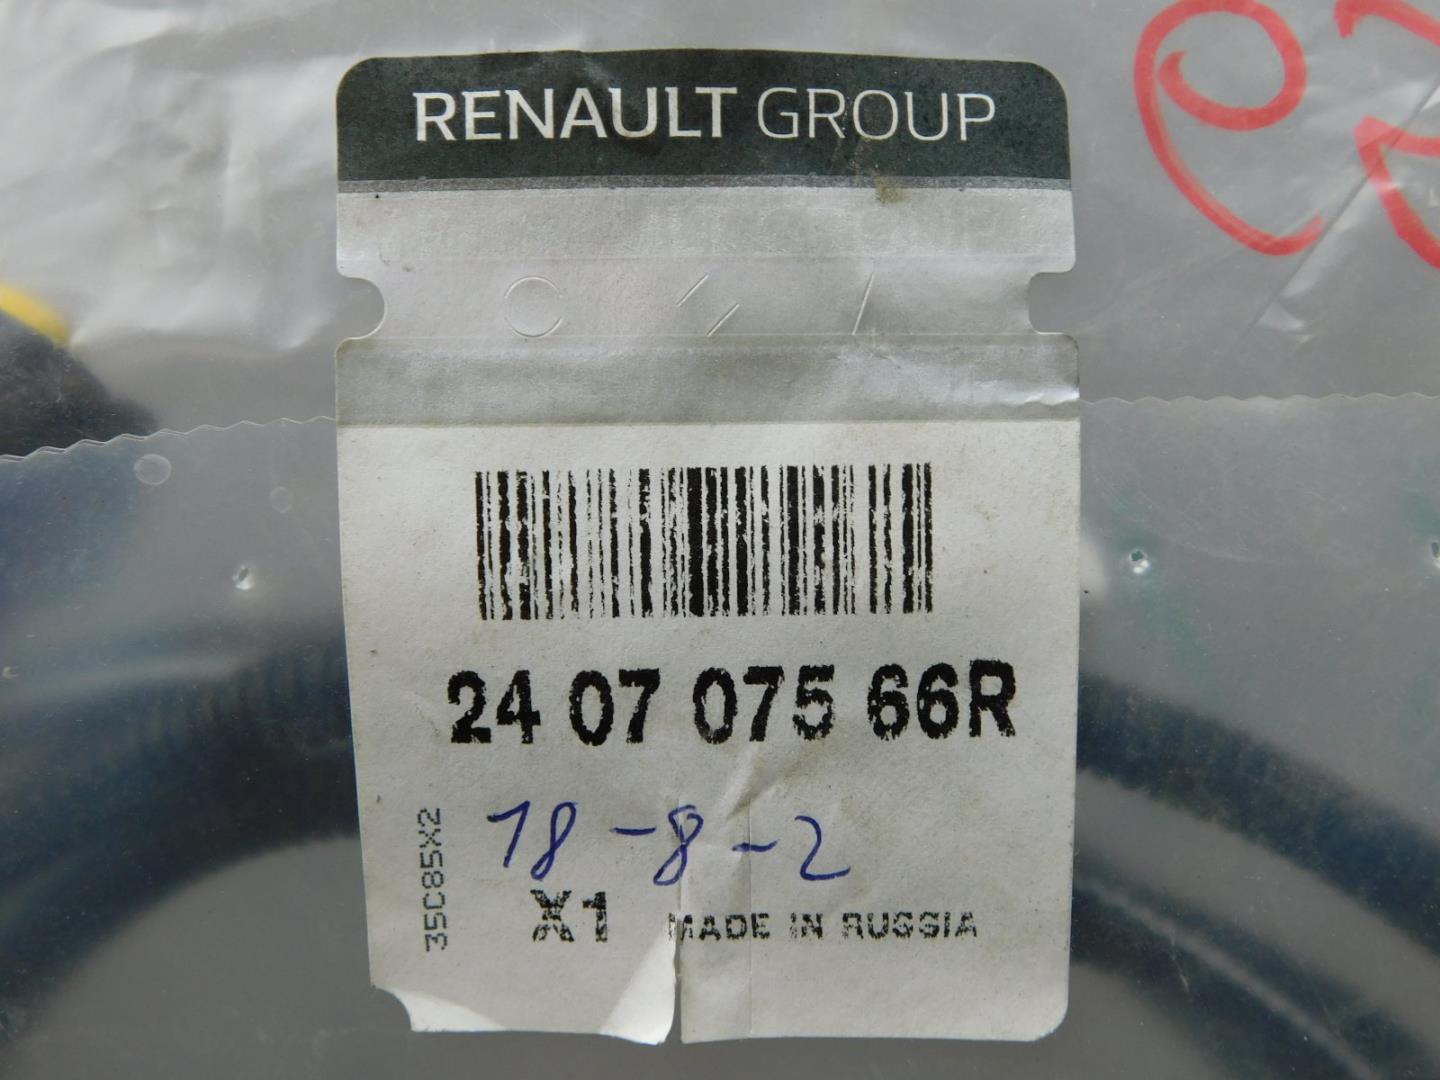 RENAULT GROUP
24 07 075 66R
35C85X2
18-8-2
X1 MADE IN RUSSIA